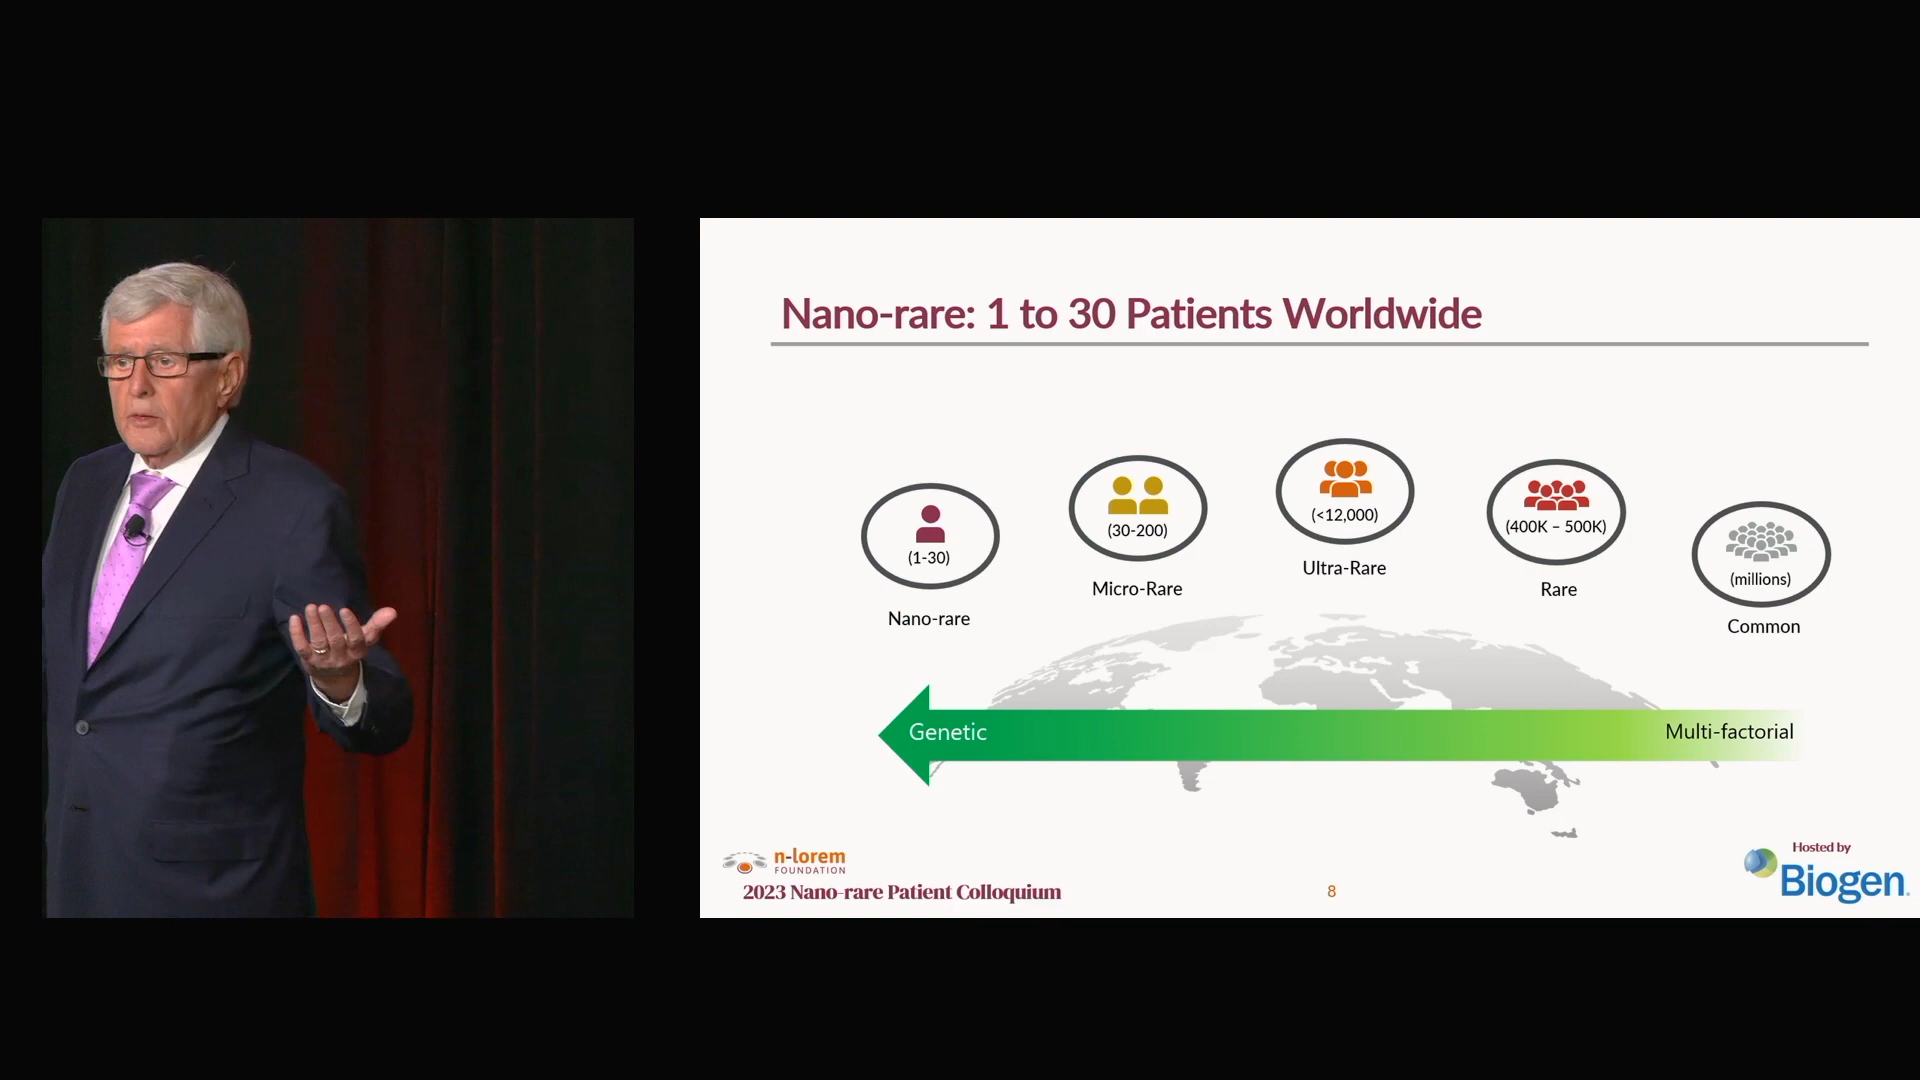 Nano-rare: 1 to 30 Patients Worldwide
(1-30)
Nano-rare
(30-200)
Micro-Rare
(<12,000)
Ultra-Rare
(400K – 500K)
Rare
(millions)
Common
Genetic
Multi-factorial
n-lorem
FOUNDATION
2023 Nano-rare Patient Colloquium
8
Hosted by
Biogen.